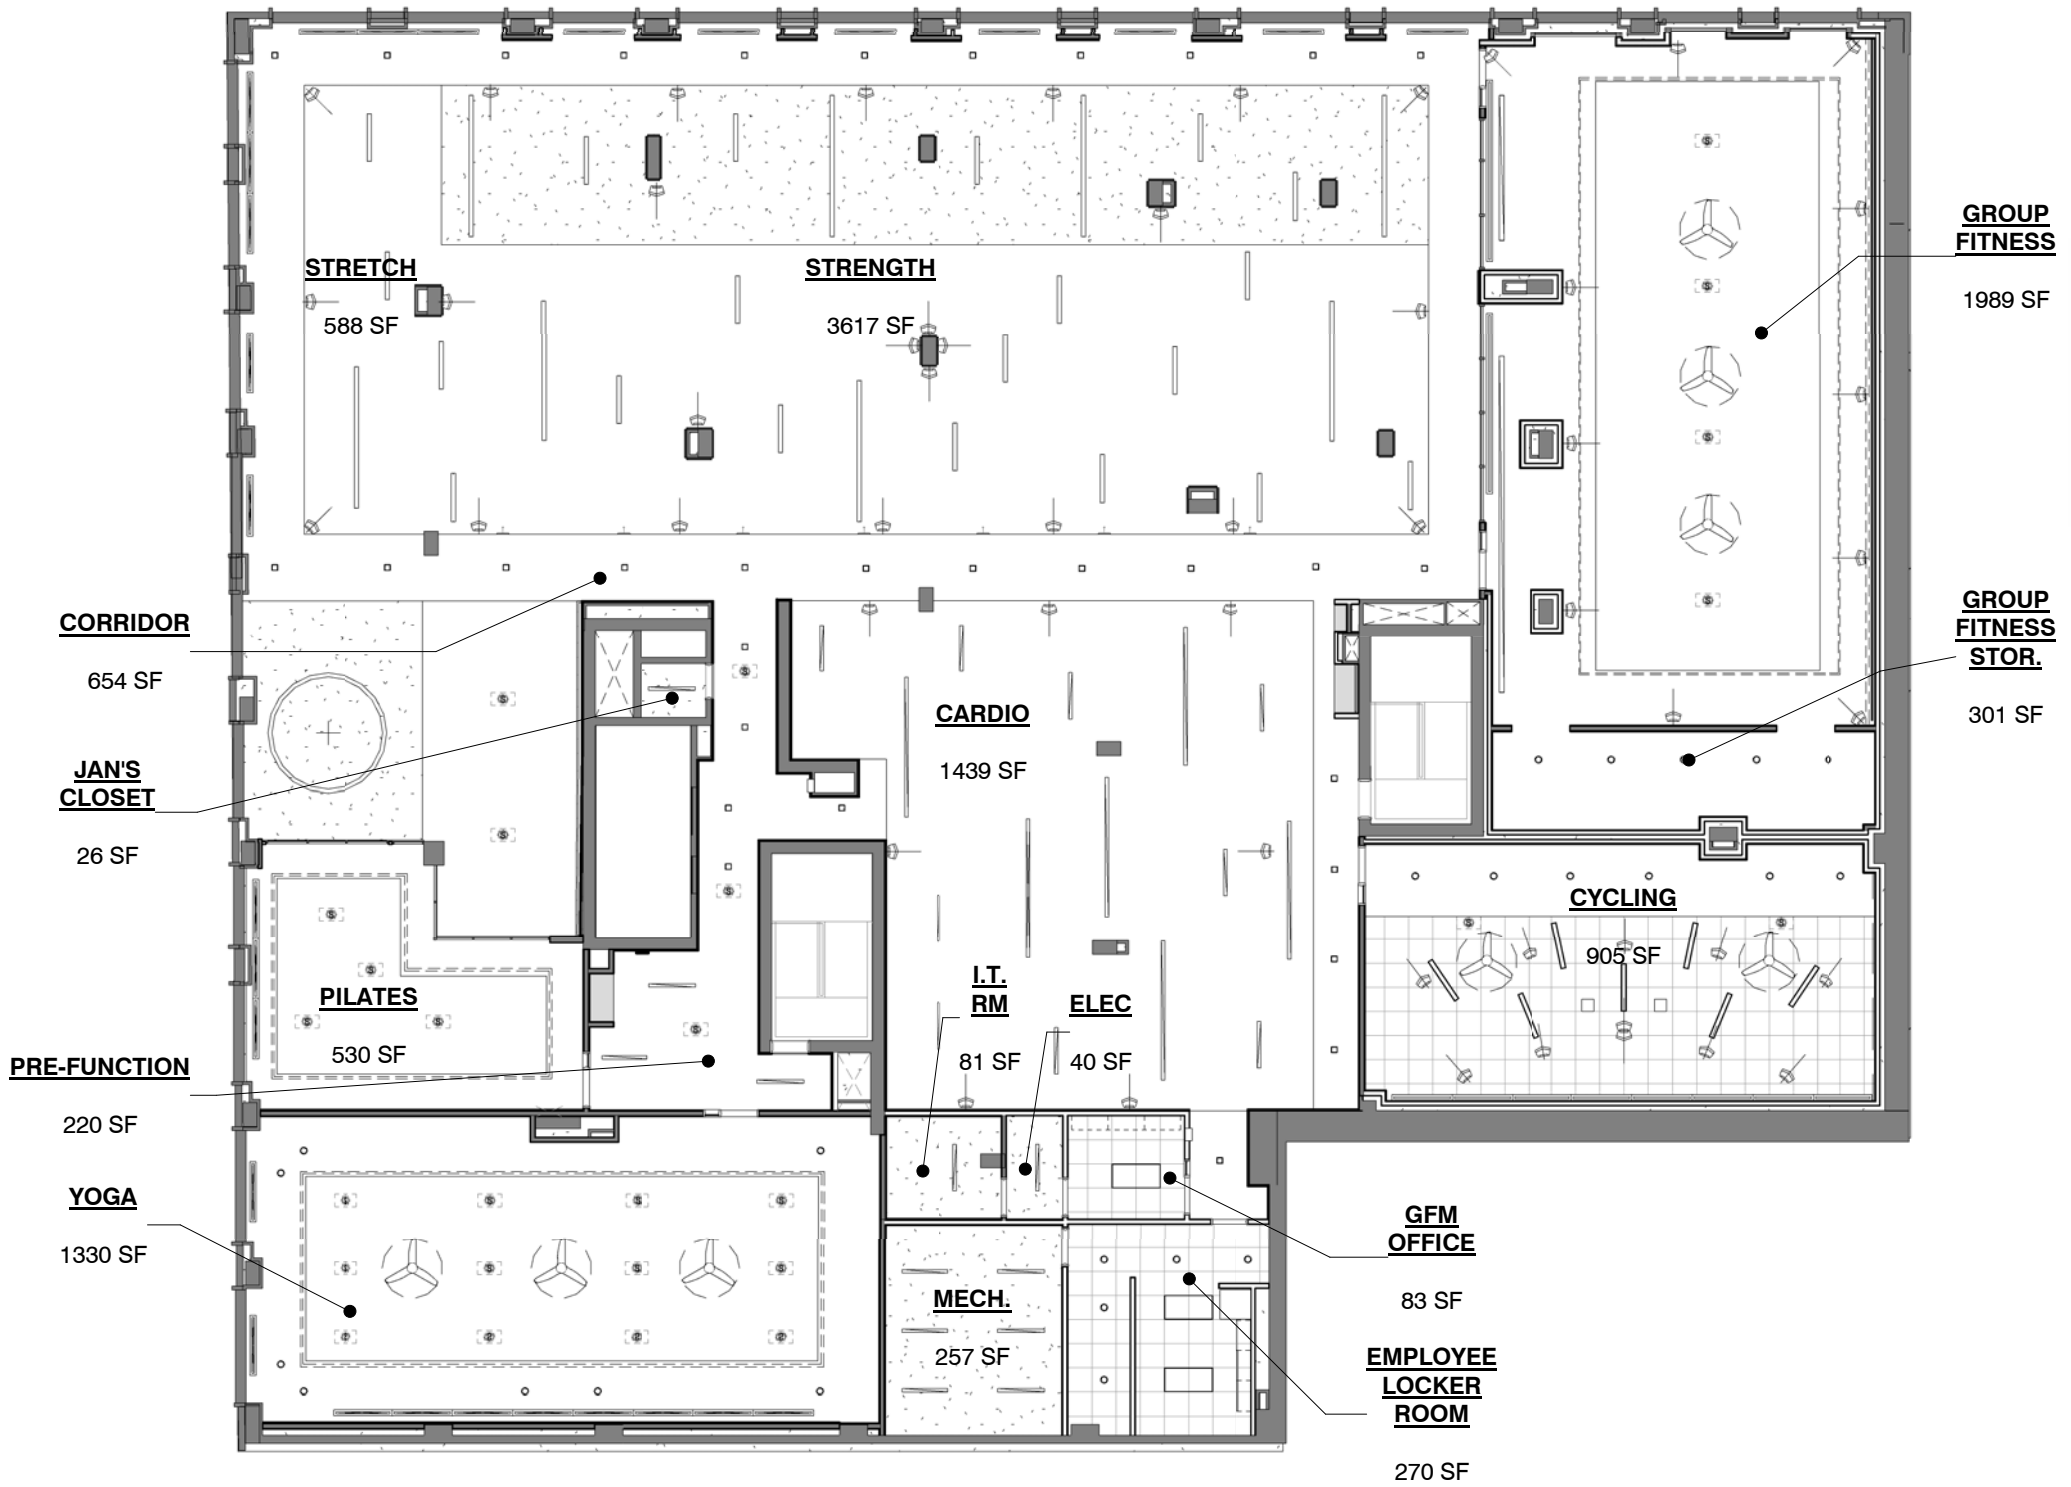 GROUP
FITNESS
1989 SF
STRETCH
588 SF
STRENGTH
3617 SF
CORRIDOR
654 SF
GROUP
FITNESS
STOR.
301 SF
CARDIO
1439 SF
JAN'S
CLOSET
26 SF
CYCLING
905 SF
I.T.
RM
81 SF
ELEC
40 SF
PILATES
530 SF
PRE-FUNCTION
220 SF
YOGA
1330 SF
GFM
OFFICE
83 SF
MECH.
257 SF
EMPLOYEE
LOCKER
ROOM
270 SF